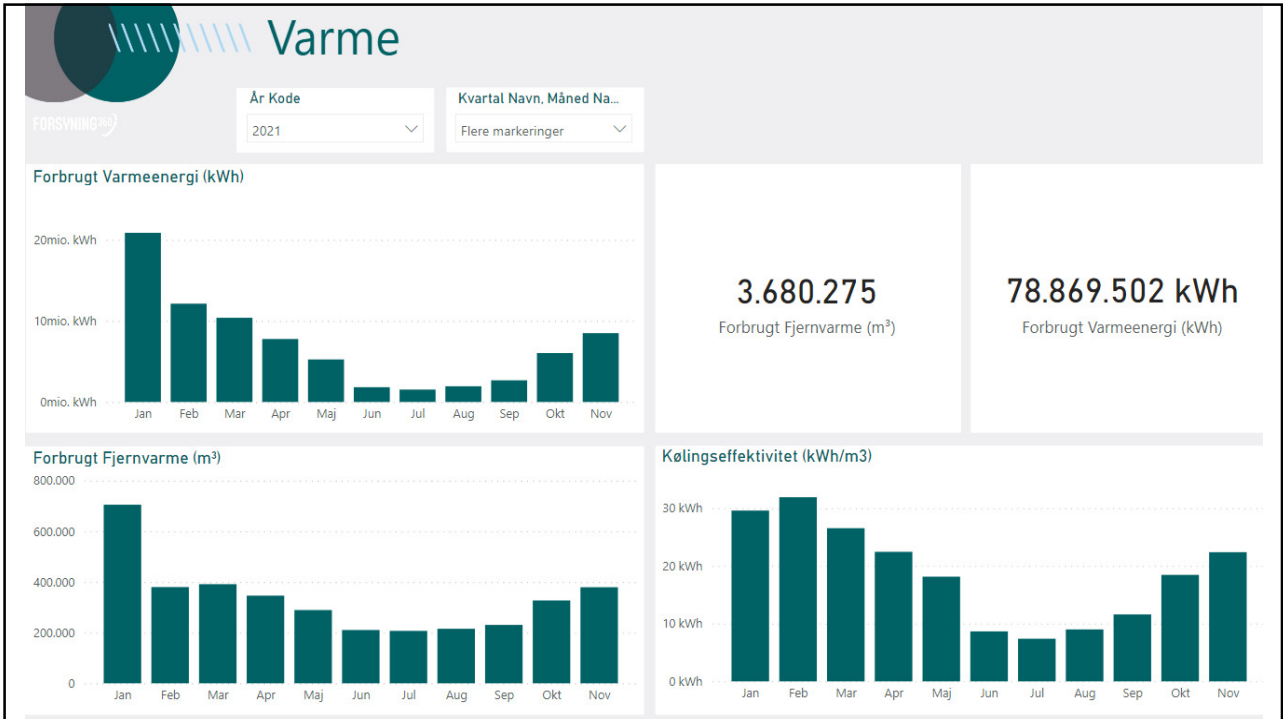 Varme
FORSYNING360
År Kode
2021
Kvartal Navn, Måned Na...
Flere markeringer
Forbrugt Varmeenergi (kWh)
20mio. kWh
10mio. kWh
0mio. kWh
Jan Feb Mar Apr Maj Jun Jul Aug Sep Okt Nov
3.680.275
Forbrugt Fjernvarme (m³)
78.869.502 kWh
Forbrugt Varmeenergi (kWh)
Forbrugt Fjernvarme (m³)
800.000
600.000
400.000
200.000
0
Jan Feb Mar Apr Maj Jun Jul Aug Sep Okt Nov
Kølingseffektivitet (kWh/m3)
30 kWh
20 kWh
10 kWh
0 kWh
Jan Feb Mar Apr Maj Jun Jul Aug Sep Okt Nov